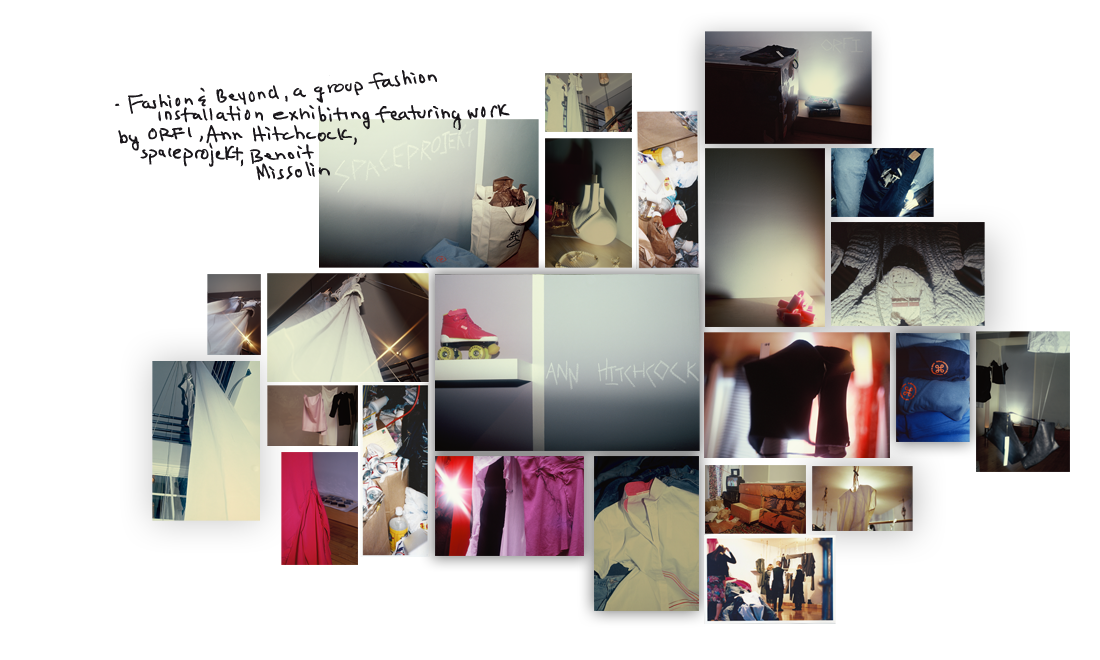 - Fashion & Beyond, a group fashion
installation exhibiting featuring work
by ORFI, Ann Hitchcock,
spaceprojekt, Benoit
Missolin
ORFI
SPACEPROJEKT
ANN HITCHCOCK